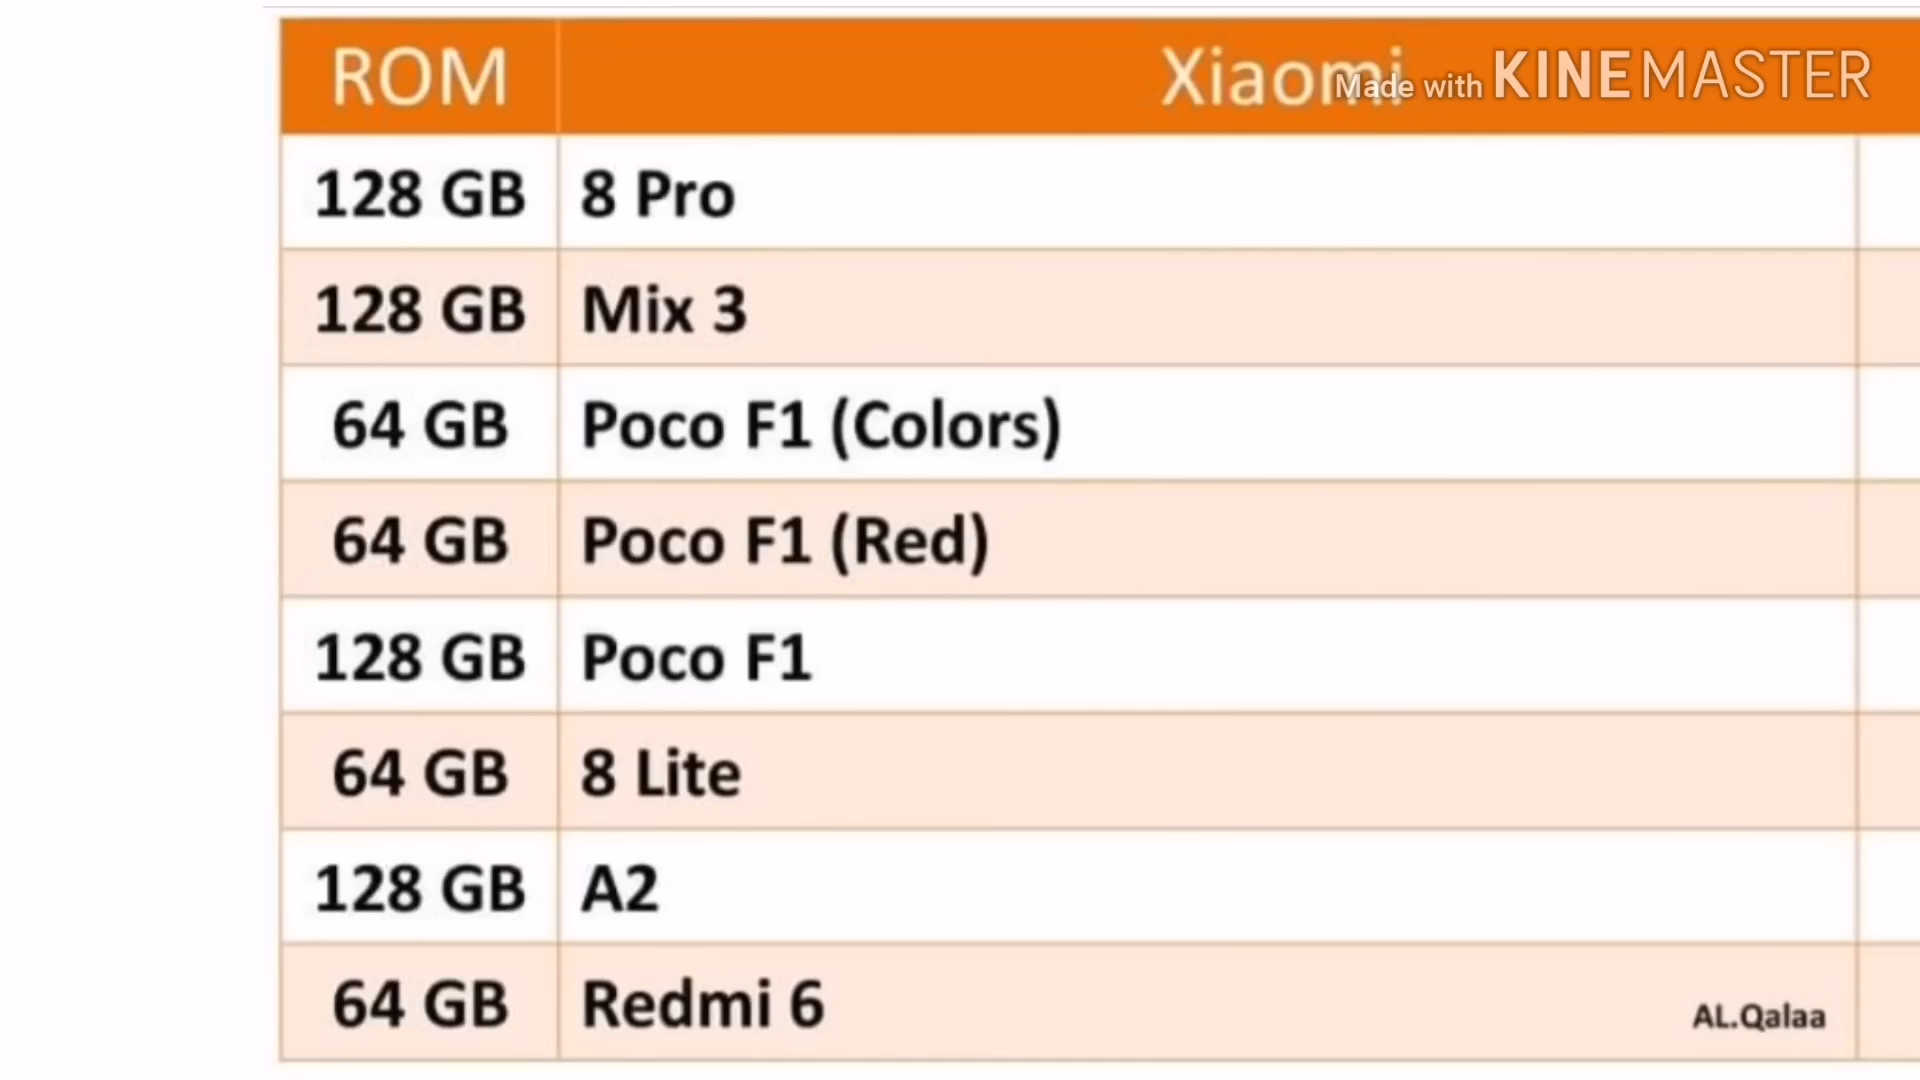 ROM Xiaomi
Made with KINEMASTER
128 GB 8 Pro
128 GB Mix 3
64 GB Poco F1 (Colors)
64 GB Poco F1 (Red)
128 GB Poco F1
64 GB 8 Lite
128 GB A2
64 GB Redmi 6 AL.Qalaa